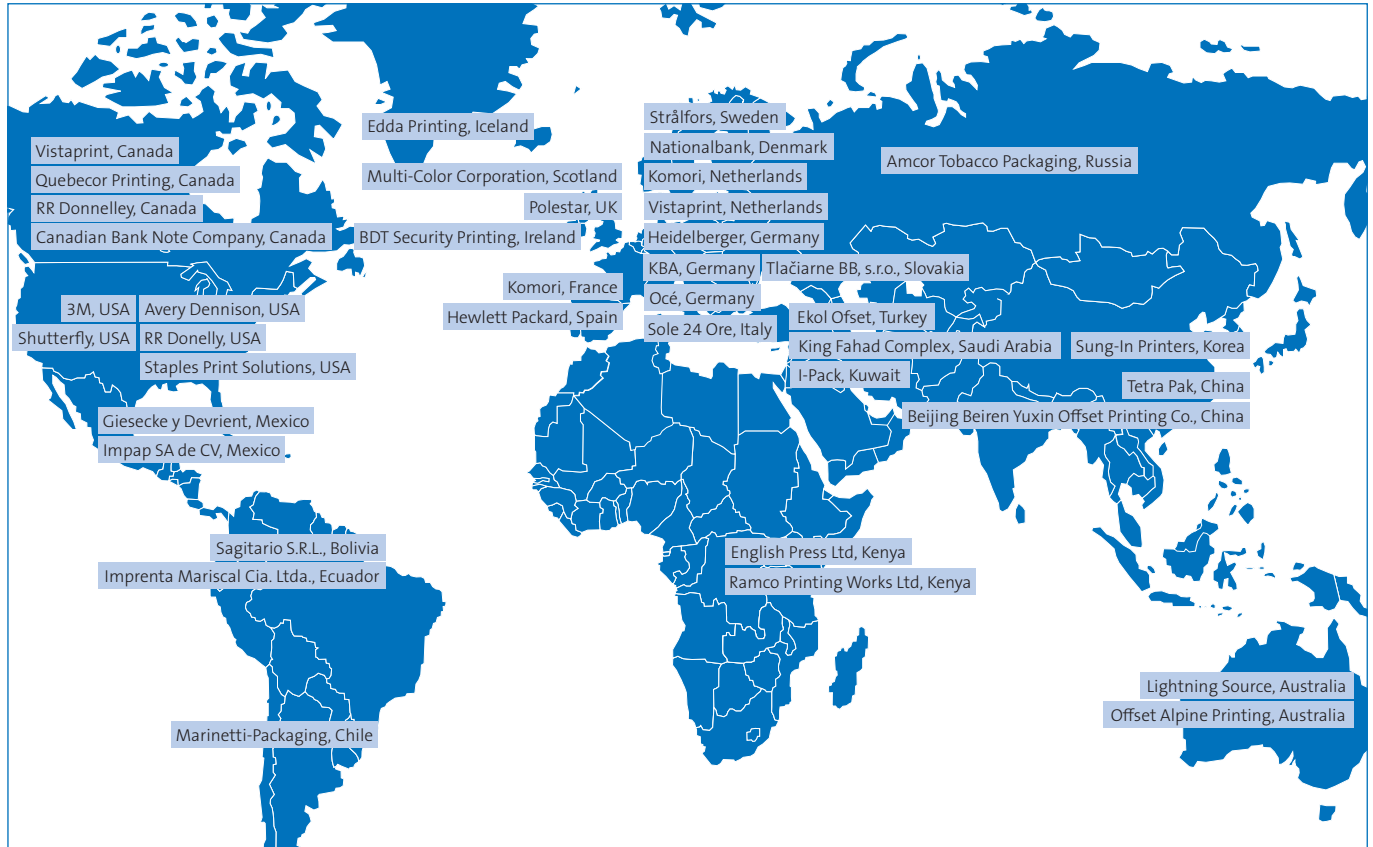 Edda Printing, Iceland
Strålfors, Sweden
Vistaprint, Canada
Nationalbank, Denmark
Amcor Tobacco Packaging, Russia
Quebecor Printing, Canada
Multi-Color Corporation, Scotland
Komori, Netherlands
RR Donnelley, Canada
Polestar, UK
Vistaprint, Netherlands
Canadian Bank Note Company, Canada
BDT Security Printing, Ireland
Heidelberger, Germany
KBA, Germany
Tlačiarne BB, s.r.o., Slovakia
Komori, France
Océ, Germany
3M, USA
Avery Dennison, USA
Hewlett Packard, Spain
Sole 24 Ore, Italy
Ekol Ofset, Turkey
Shutterfly, USA
RR Donelly, USA
King Fahad Complex, Saudi Arabia
Sung-In Printers, Korea
Staples Print Solutions, USA
I-Pack, Kuwait
Tetra Pak, China
Giesecke y Devrient, Mexico
Beijing Beiren Yuxin Offset Printing Co., China
Impap SA de CV, Mexico
Sagitario S.R.L., Bolivia
English Press Ltd, Kenya
Imprenta Mariscal Cia. Ltda., Ecuador
Ramco Printing Works Ltd, Kenya
Lightning Source, Australia
Offset Alpine Printing, Australia
Marinetti-Packaging, Chile